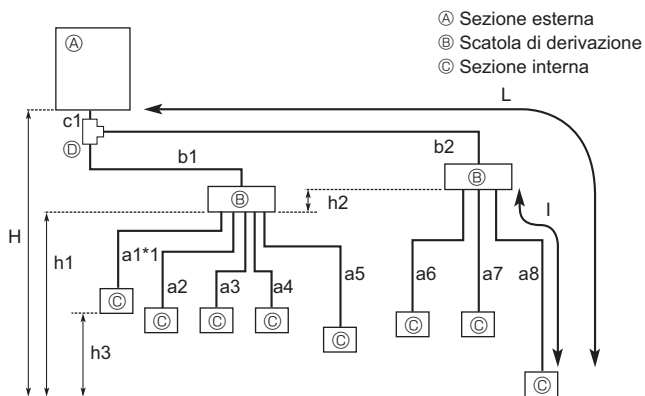 Ⓐ Sezione esterna
Ⓑ Scatola di derivazione
Ⓒ Sezione interna
Ⓐ
L
c1
Ⓓ
b1
b2
Ⓑ
Ⓑ
h2
H
h1
l
a1*1
a2
a3
a4
a5
a6
a7
a8
Ⓒ
Ⓒ
Ⓒ
Ⓒ
Ⓒ
Ⓒ
Ⓒ
Ⓒ
h3